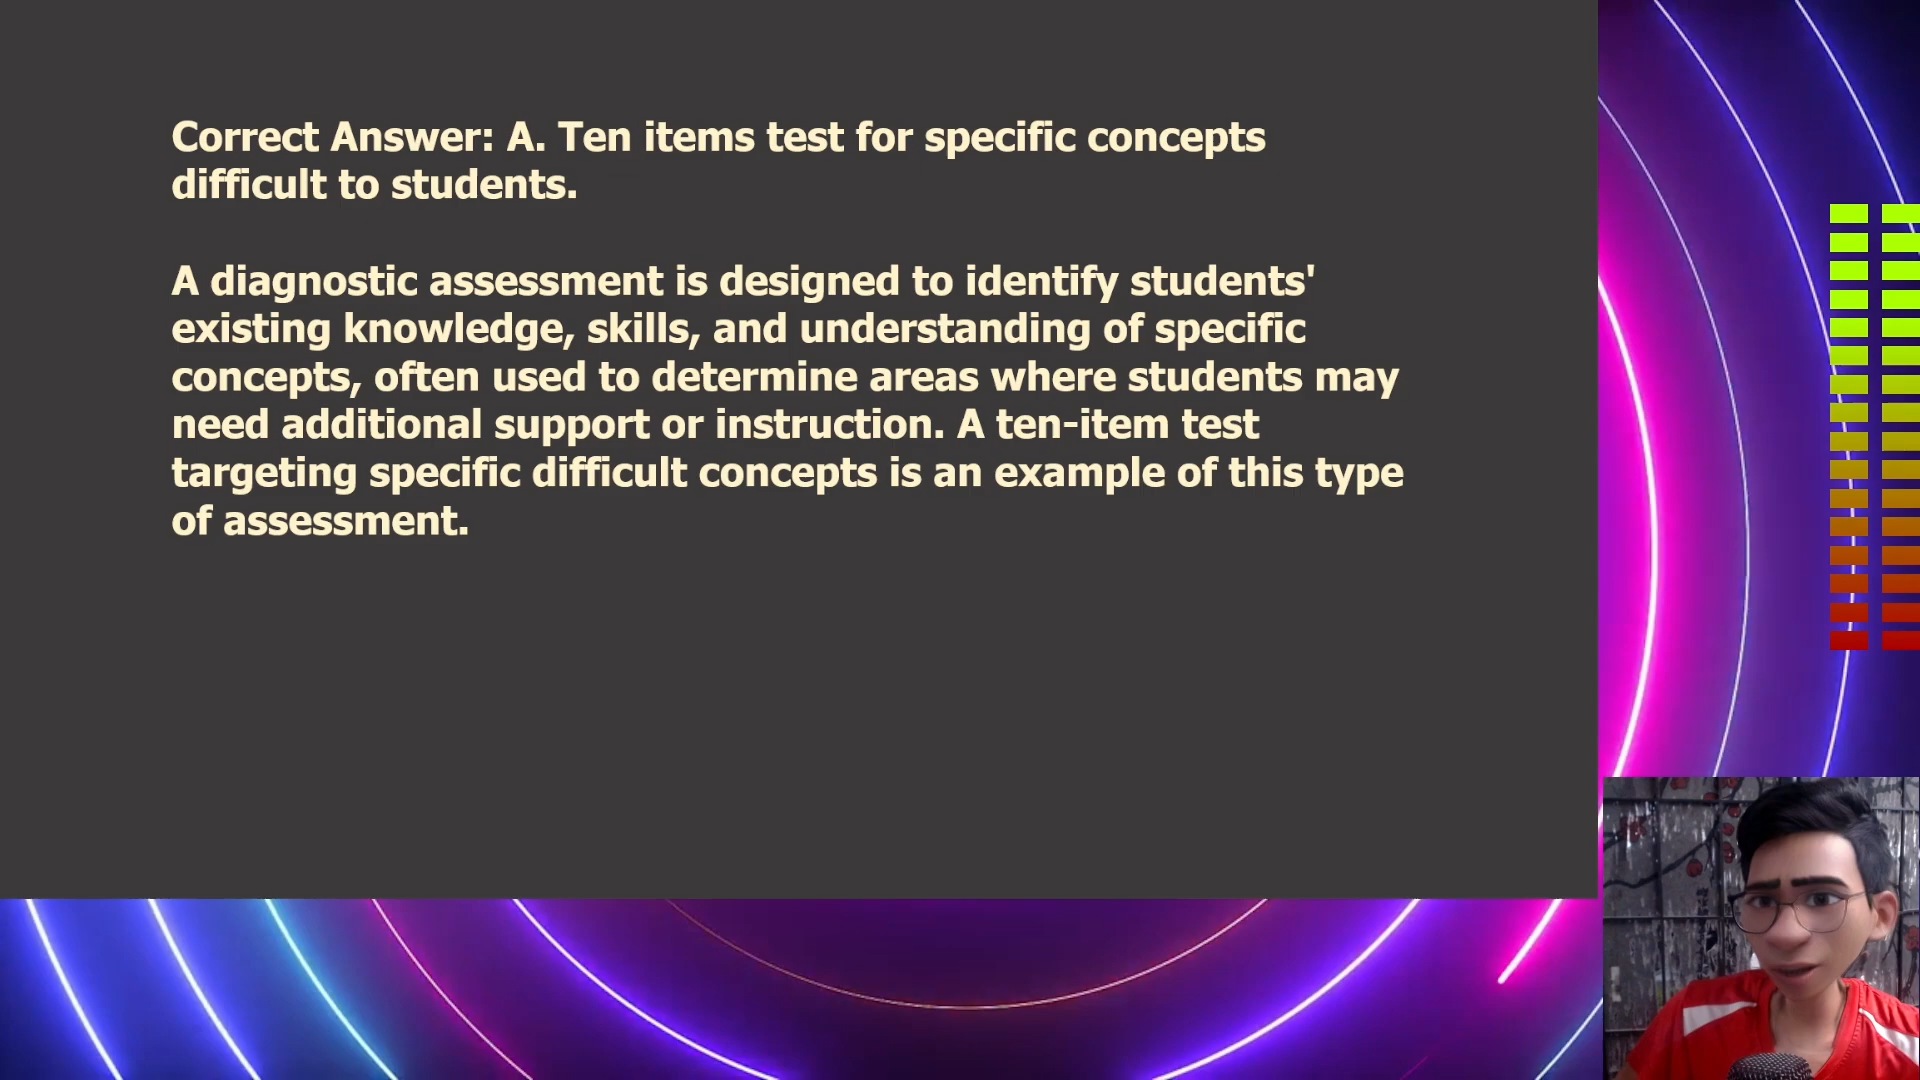 Correct Answer: A. Ten items test for specific concepts
difficult to students.
A diagnostic assessment is designed to identify students'
existing knowledge, skills, and understanding of specific
concepts, often used to determine areas where students may
need additional support or instruction. A ten-item test
targeting specific difficult concepts is an example of this type
of assessment.